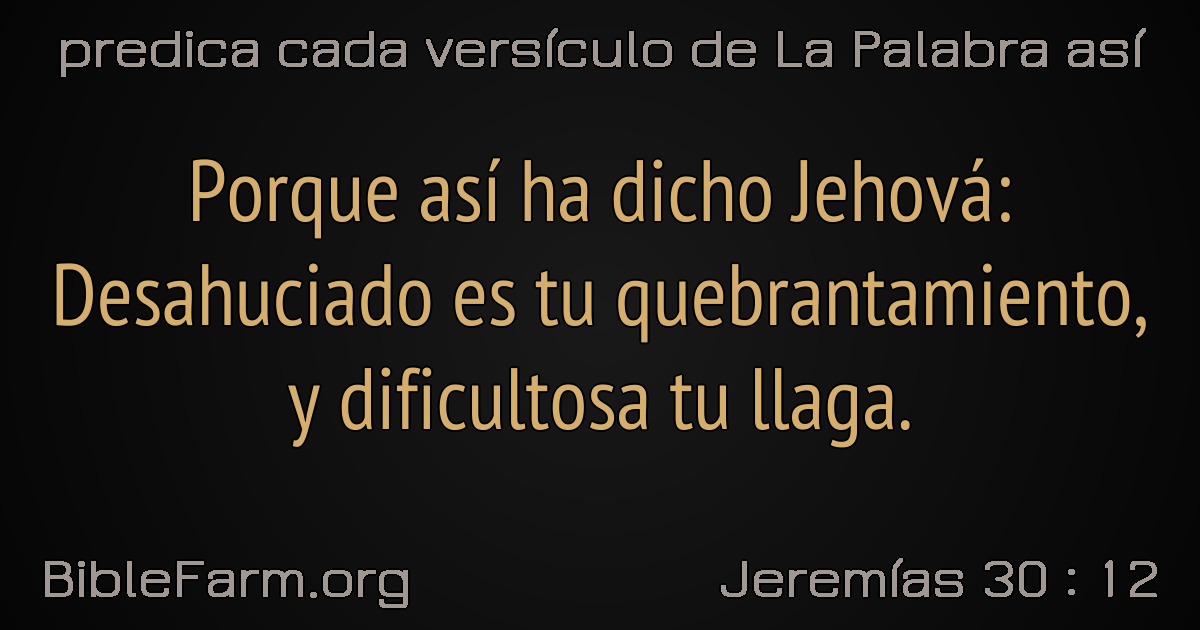 predica cada versículo de La Palabra así
Porque así ha dicho Jehová:
Desahuciado es tu quebrantamiento,
y dificultosa tu llaga.
BibleFarm.org
Jeremías 30 : 12